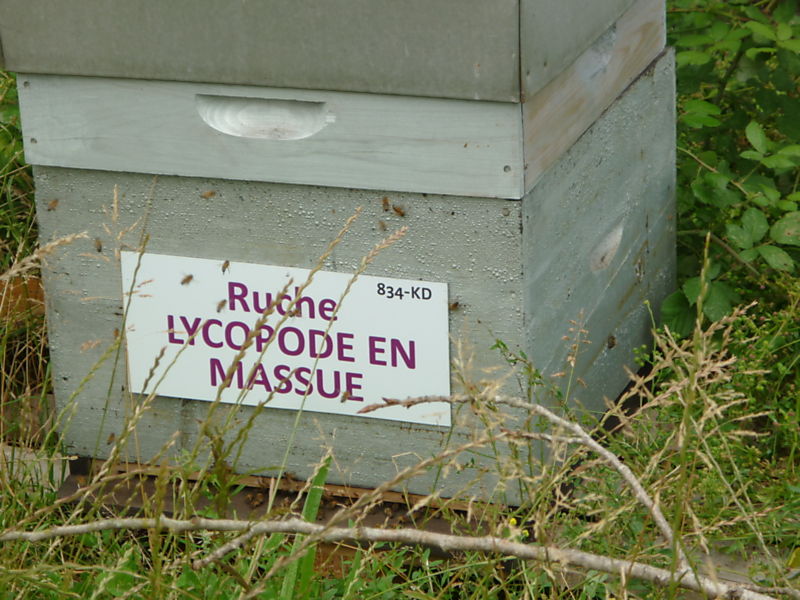 834-KD
Ruche
LYCOPODE EN
MASSUE